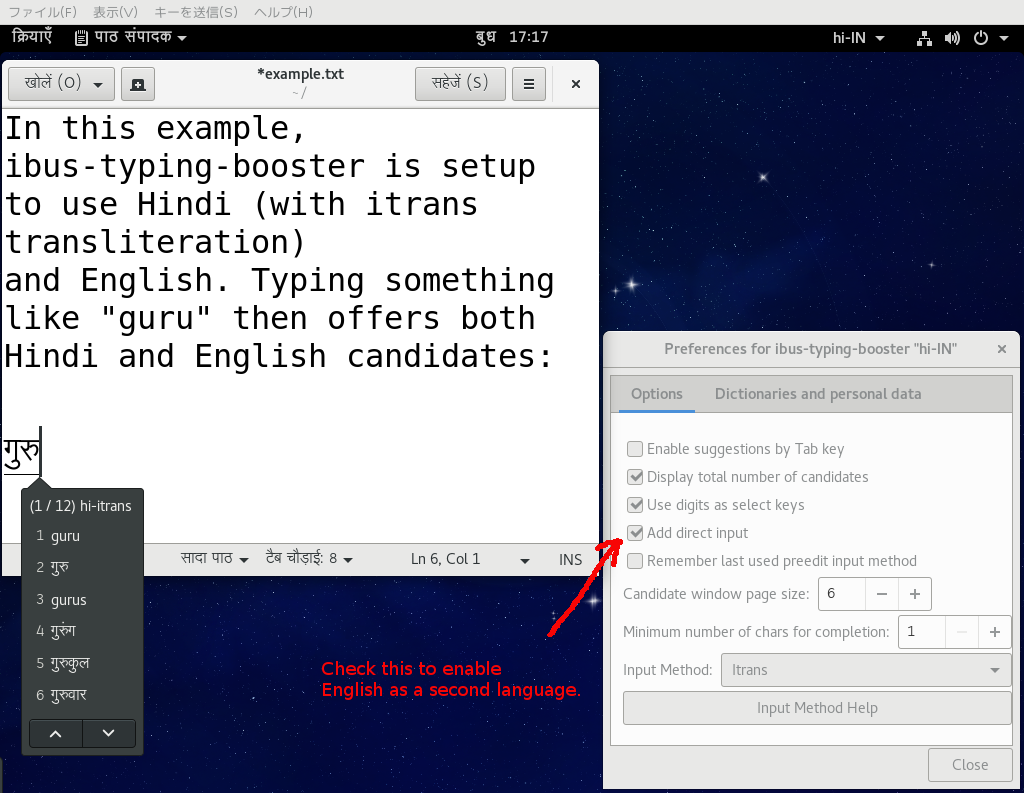 ファイル(F) 表示(V) キーを送信(S) ヘルプ(H)
क्रियाएँ पाठ संपादक बुध 17:17 hi-IN
खोलें (O) *example.txt सहेजें (S)
~/
In this example,
ibus-typing-booster is setup
to use Hindi (with itrans
transliteration)
and English. Typing something
like "guru" then offers both
Hindi and English candidates:
गुरु
(1 / 12) hi-itrans
1 guru
2 गुरु
3 gurus
4 गुरुंग
5 गुरुकुल
6 गुरुवार
सादा पाठ टैब चौड़ाई: 8 Ln 6, Col 1 INS
Preferences for ibus-typing-booster "hi-IN"
Options Dictionaries and personal data
Enable suggestions by Tab key
Display total number of candidates
Use digits as select keys
Add direct input
Remember last used preedit input method
Candidate window page size: 6
Minimum number of chars for completion: 1
Input Method: Itrans
Input Method Help
Close
Check this to enable
English as a second language.